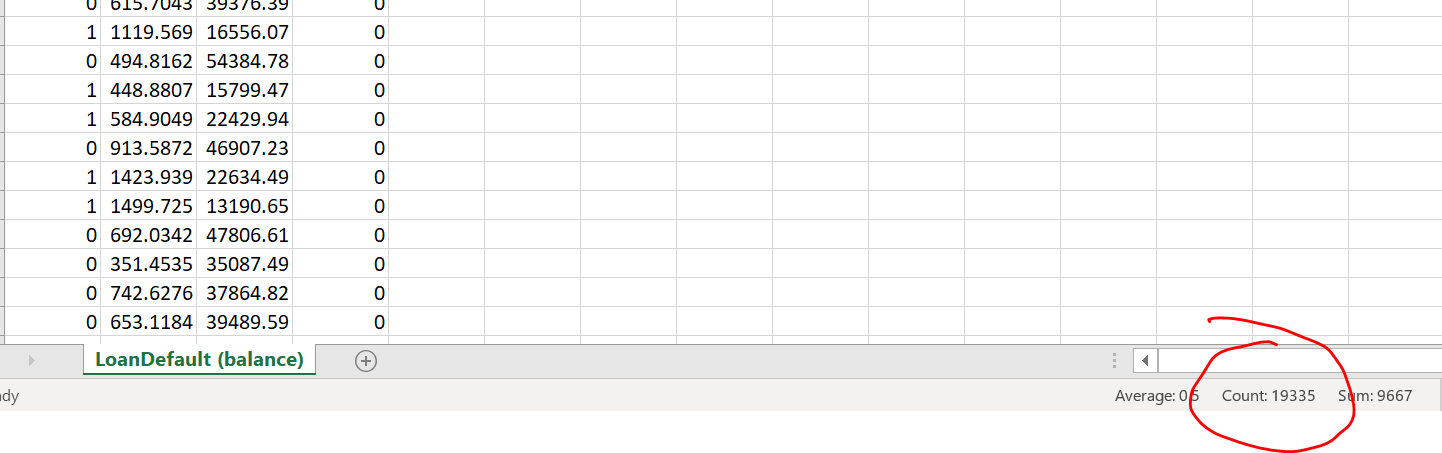 0 615.7043 39376.39 0
1 1119.569 16556.07 0
0 494.8162 54384.78 0
1 448.8807 15799.47 0
1 584.9049 22429.94 0
0 913.5872 46907.23 0
1 1423.939 22634.49 0
1 1499.725 13190.65 0
0 692.0342 47806.61 0
0 351.4535 35087.49 0
0 742.6276 37864.82 0
0 653.1184 39489.59 0
LoanDefault (balance)
dy Average: 0.5 Count: 19335 Sum: 9667